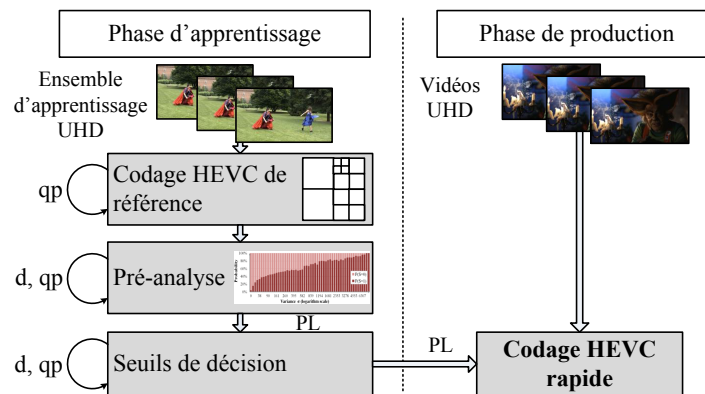 Phase d'apprentissage
Phase de production
Ensemble
d'apprentissage
UHD
Vidéos
UHD
qp
Codage HEVC de
référence
d, qp
Pré-analyse
Variance
PL
d, qp
Seuils de décision
PL
Codage HEVC
rapide